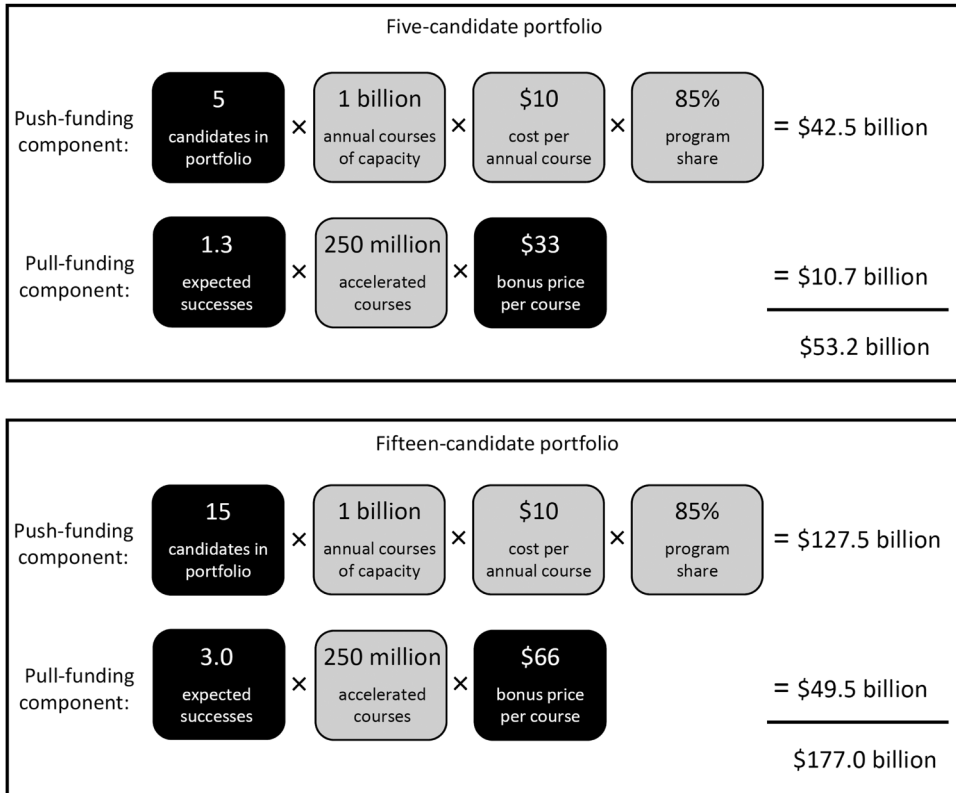 Five-candidate portfolio
Push-funding
component:
5
candidates in
portfolio
×
1 billion
annual courses
of capacity
×
$10
cost per
annual course
×
85%
program
share
= $42.5 billion
Pull-funding
component:
1.3
expected
successes
×
250 million
accelerated
courses
×
$33
bonus price
per course
= $10.7 billion
$53.2 billion
Fifteen-candidate portfolio
Push-funding
component:
15
candidates in
portfolio
×
1 billion
annual courses
of capacity
×
$10
cost per
annual course
×
85%
program
share
= $127.5 billion
Pull-funding
component:
3.0
expected
successes
×
250 million
accelerated
courses
×
$66
bonus price
per course
= $49.5 billion
$177.0 billion